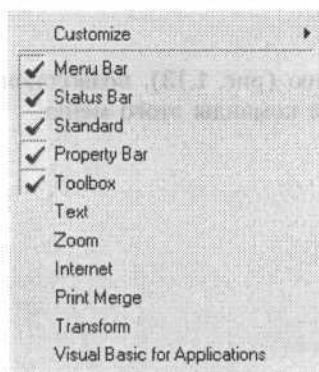 Customize
Menu Bar
Status Bar
Standard
Property Bar
Toolbox
Text
Zoom
Internet
Print Merge
Transform
Visual Basic for Applications